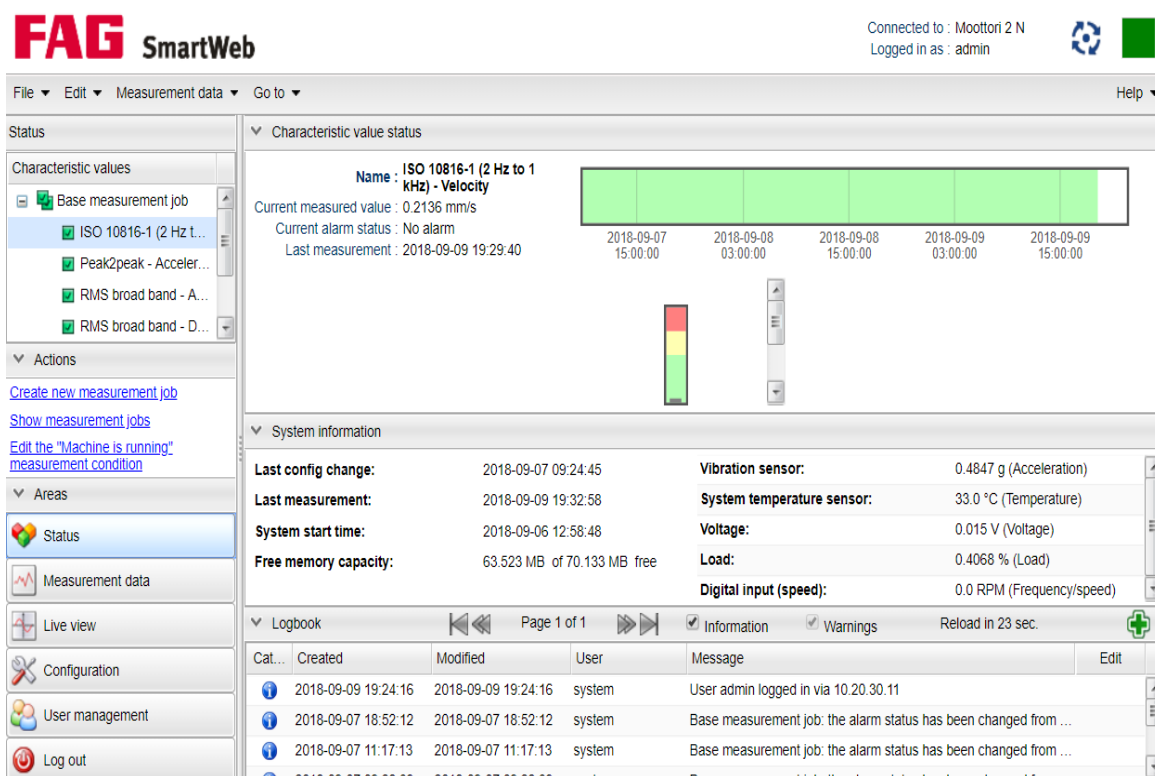 FAG SmartWeb
Connected to : Moottori 2 N
Logged in as : admin
File Edit Measurement data Go to Help
Status
Characteristic values
Base measurement job
ISO 10816-1 (2 Hz t...
Peak2peak - Acceler...
RMS broad band - A...
RMS broad band - D...
Actions
Create new measurement job
Show measurement jobs
Edit the "Machine is running"
measurement condition
Areas
Status
Measurement data
Live view
Configuration
User management
Log out
Characteristic value status
Name : ISO 10816-1 (2 Hz to 1
kHz) - Velocity
Current measured value : 0.2136 mm/s
Current alarm status : No alarm
Last measurement : 2018-09-09 19:29:40
2018-09-07 2018-09-08 2018-09-08 2018-09-09 2018-09-09
15:00:00 03:00:00 15:00:00 03:00:00 15:00:00
System information
Last config change: 2018-09-07 09:24:45
Last measurement: 2018-09-09 19:32:58
System start time: 2018-09-06 12:58:48
Free memory capacity: 63.523 MB of 70.133 MB free
Vibration sensor: 0.4847 g (Acceleration)
System temperature sensor: 33.0 °C (Temperature)
Voltage: 0.015 V (Voltage)
Load: 0.4068 % (Load)
Digital input (speed): 0.0 RPM (Frequency/speed)
Logbook Page 1 of 1 Information Warnings Reload in 23 sec.
Cat... Created Modified User Message Edit
2018-09-09 19:24:16 2018-09-09 19:24:16 system User admin logged in via 10.20.30.11
2018-09-07 18:52:12 2018-09-07 18:52:12 system Base measurement job: the alarm status has been changed from ...
2018-09-07 11:17:13 2018-09-07 11:17:13 system Base measurement job: the alarm status has been changed from ...